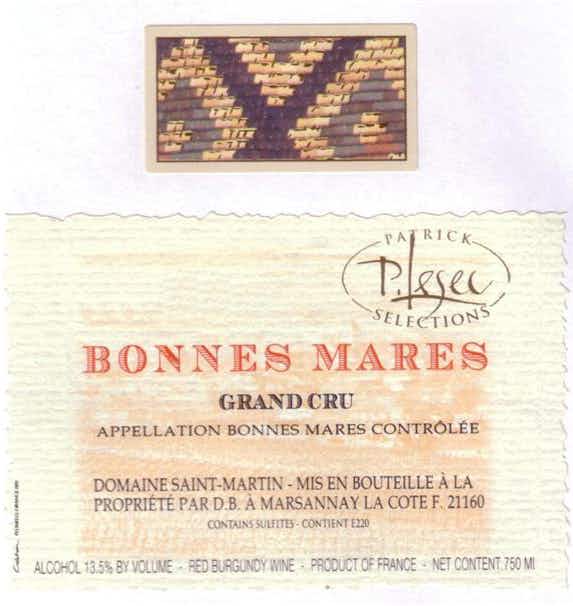 PATRICK
P. Lesec
SELECTIONS
BONNES MARES
GRAND CRU
APPELLATION BONNES MARES CONTRÔLÉE
DOMAINE SAINT-MARTIN - MIS EN BOUTEILLE À LA
PROPRIÉTÉ PAR D.B. À MARSANNAY LA COTE F. 21160
CONTAINS SULFITES - CONTIENT E220
ALCOHOL 13.5% BY VOLUME - RED BURGUNDY WINE - PRODUCT OF FRANCE - NET CONTENT 750 Ml